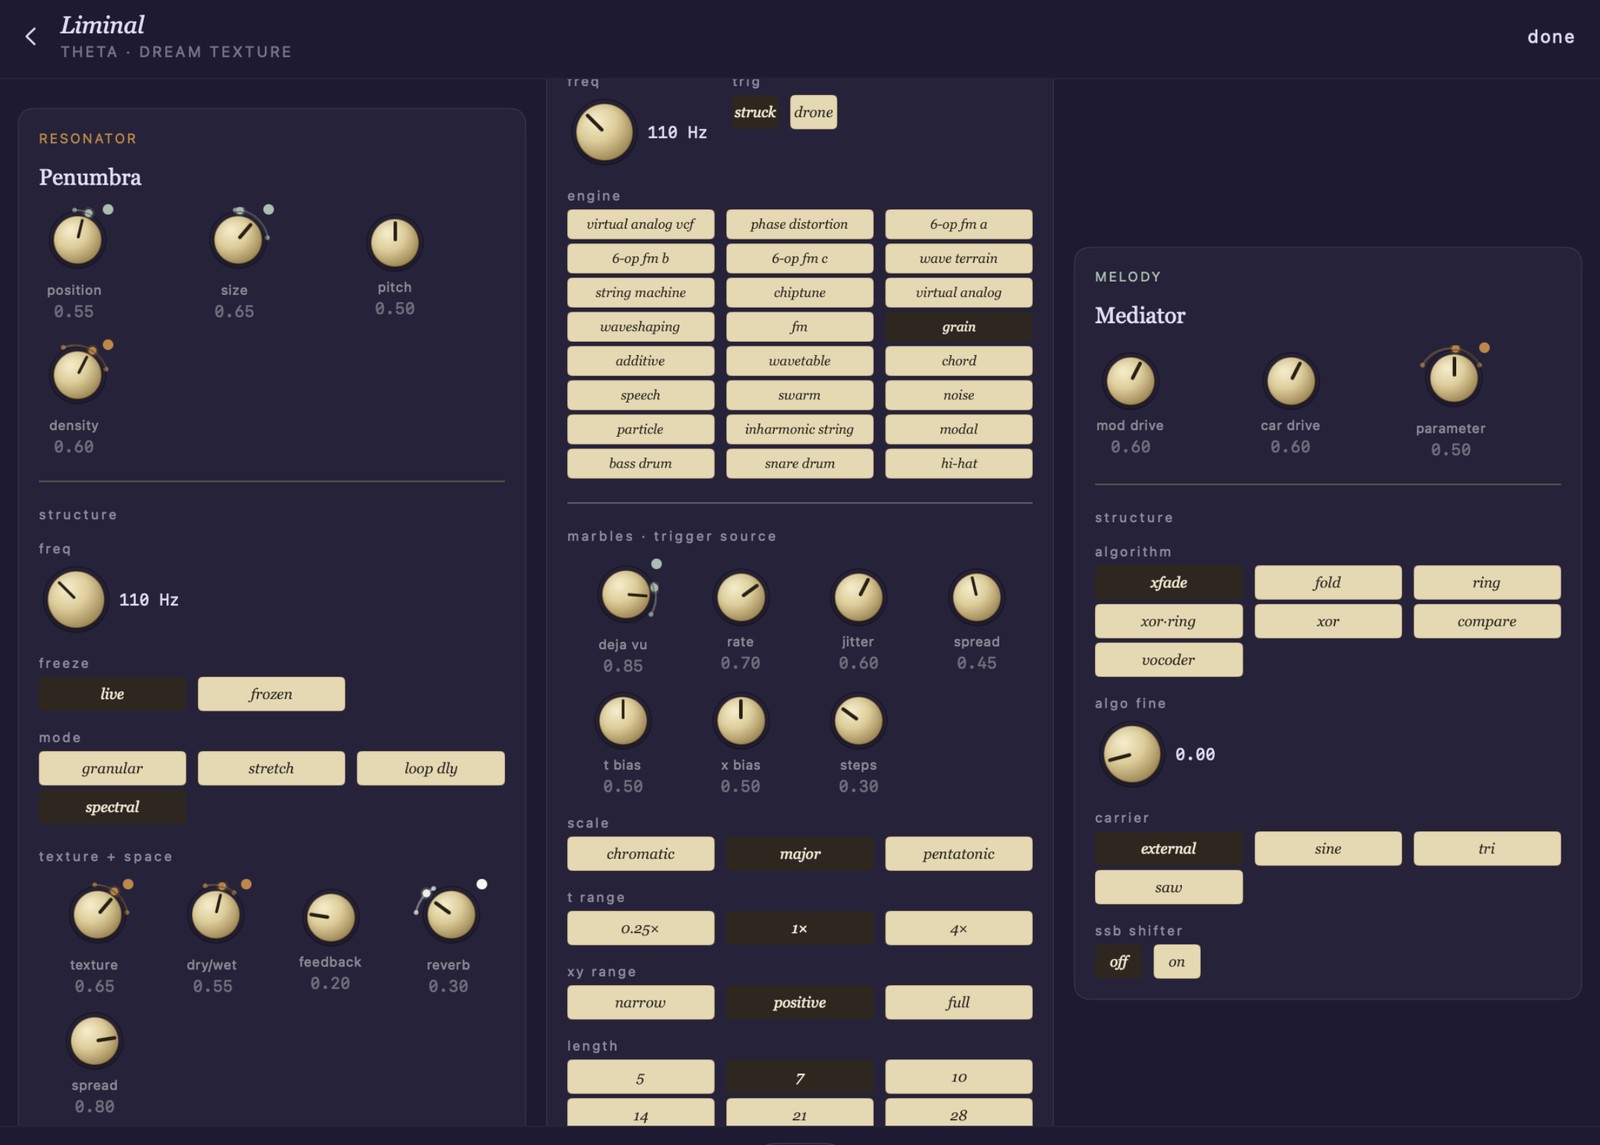 Liminal
THETA · DREAM TEXTURE
done
RESONATOR
Penumbra
position
0.55
size
0.65
pitch
0.50
density
0.60
structure
freq
110 Hz
freeze
live
frozen
mode
granular
stretch
loop dly
spectral
texture + space
texture
0.65
dry/wet
0.55
feedback
0.20
reverb
0.30
spread
0.80
freq
trig
110 Hz
struck
drone
engine
virtual analog vcf
phase distortion
6-op fm a
6-op fm b
6-op fm c
wave terrain
string machine
chiptune
virtual analog
waveshaping
fm
grain
additive
wavetable
chord
speech
swarm
noise
particle
inharmonic string
modal
bass drum
snare drum
hi-hat
marbles · trigger source
deja vu
0.85
rate
0.70
jitter
0.60
spread
0.45
t bias
0.50
x bias
0.50
steps
0.30
scale
chromatic
major
pentatonic
t range
0.25×
1×
4×
xy range
narrow
positive
full
length
5
7
10
14
21
28
MELODY
Mediator
mod drive
0.60
car drive
0.60
parameter
0.50
structure
algorithm
xfade
fold
ring
xor·ring
xor
compare
vocoder
algo fine
0.00
carrier
external
sine
tri
saw
ssb shifter
off
on